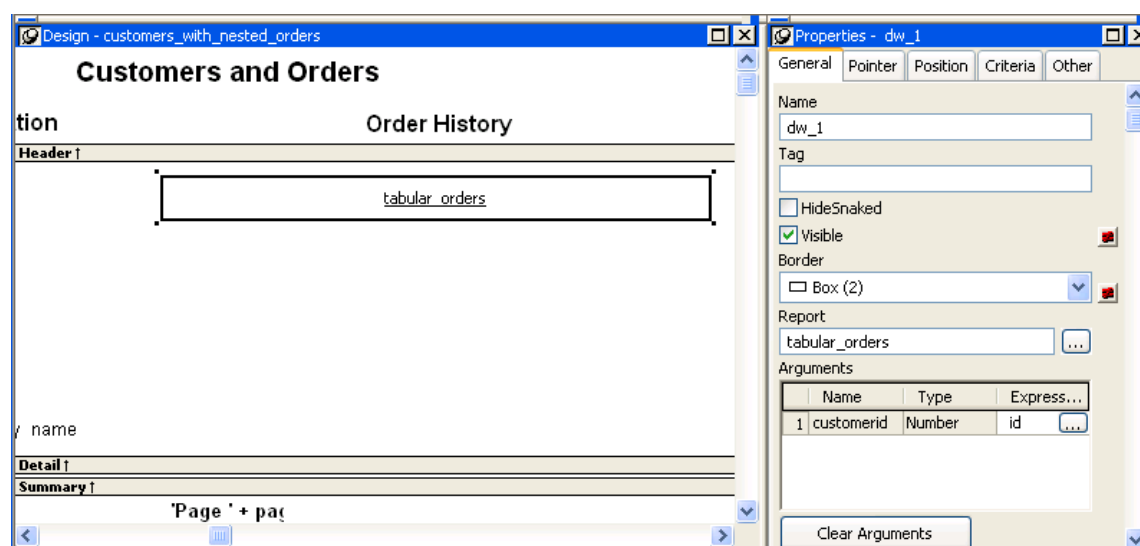 Design - customers_with_nested_orders
Customers and Orders
tion
Order History
Header ↑
tabular_orders
y_name
Detail ↑
Summary ↑
'Page ' + pag
Properties - dw_1
General Pointer Position Criteria Other
Name
dw_1
Tag
HideSnaked
Visible
Border
Box (2)
Report
tabular_orders
...
Arguments
Name Type Express...
1 customerid Number id ...
Clear Arguments